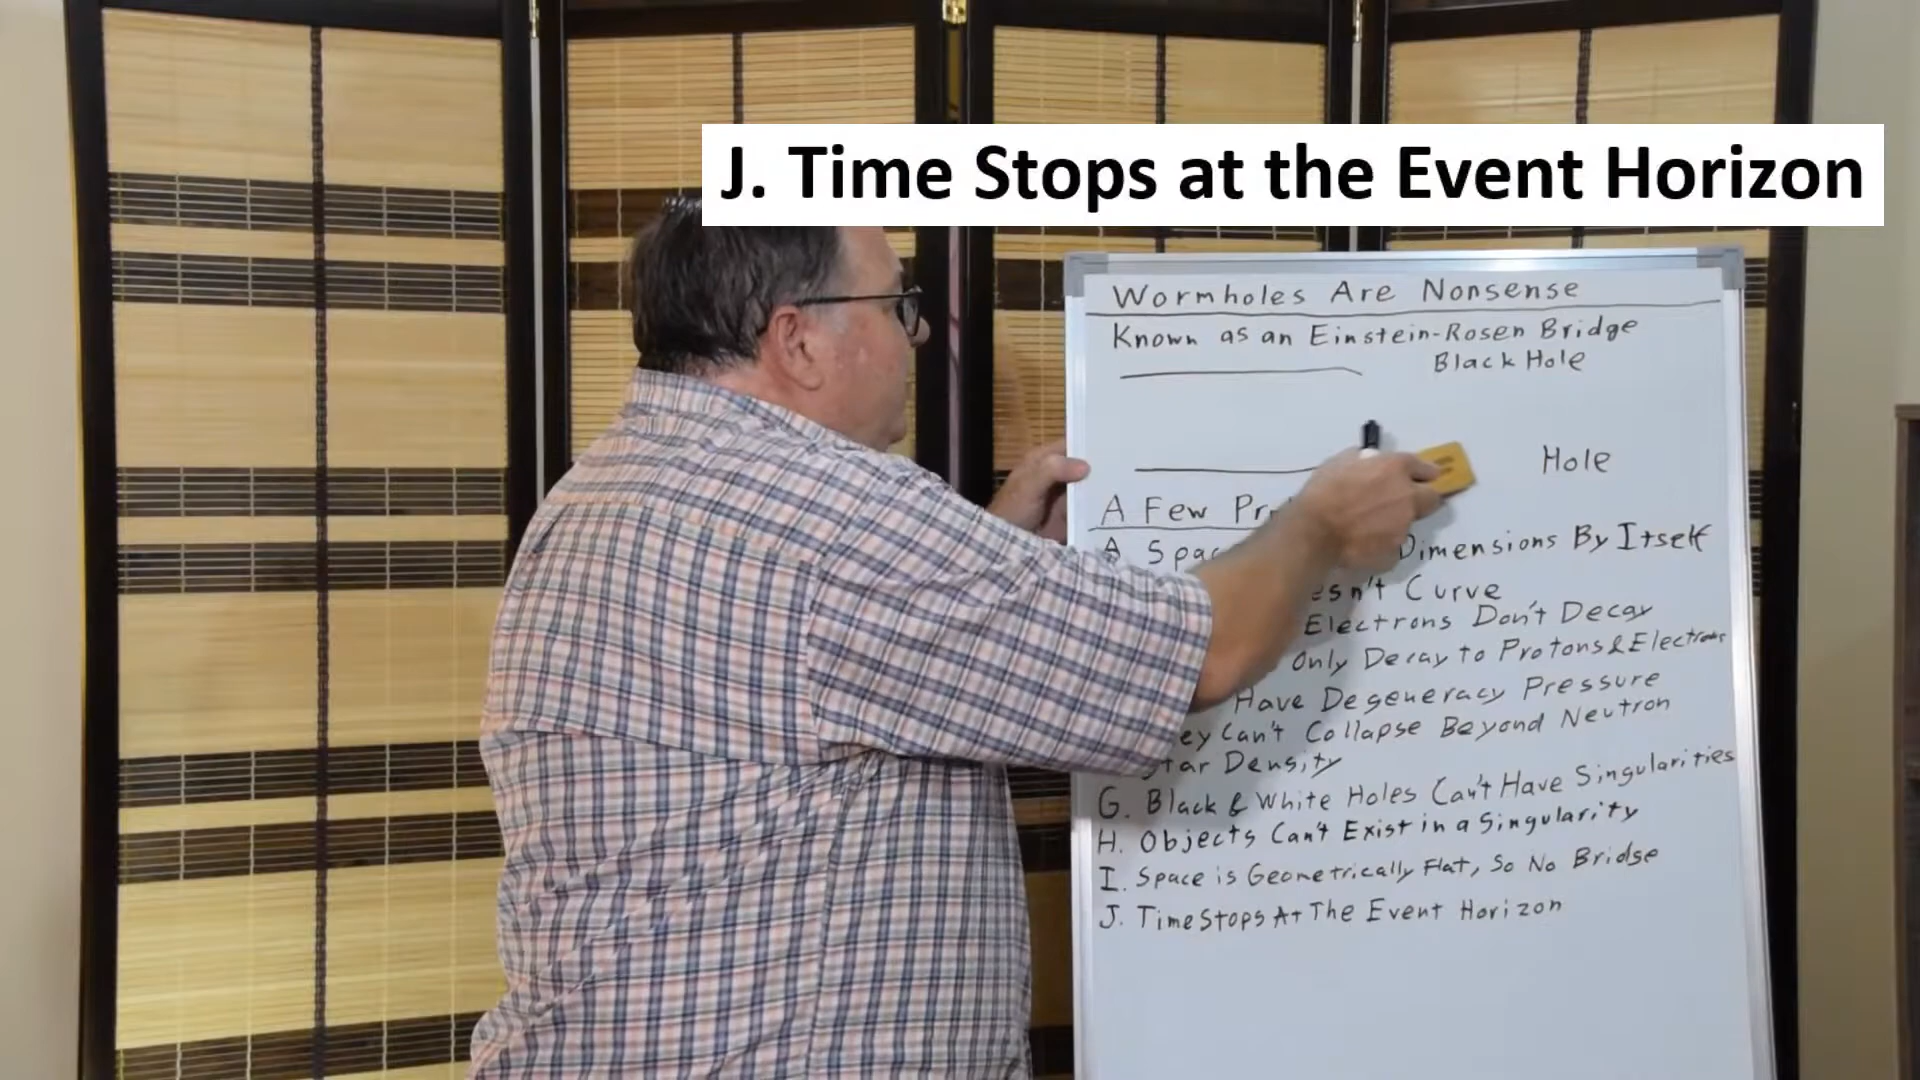 J. Time Stops at the Event Horizon
Wormholes Are Nonsense
Known as an Einstein-Rosen Bridge
Black Hole
Hole
A Few
A Dimensions By Itself
Curve
Electrons Don't Decay
Only Decay to Protons & Electrons
Have Degeneracy Pressure
Can't Collapse Beyond Neutron
Star Density
G. Black & White Holes Can't Have Singularities
H. Objects Can't Exist in a Singularity
I. Space is Geometrically Flat, So No Bridge
J. Time Stops At The Event Horizon